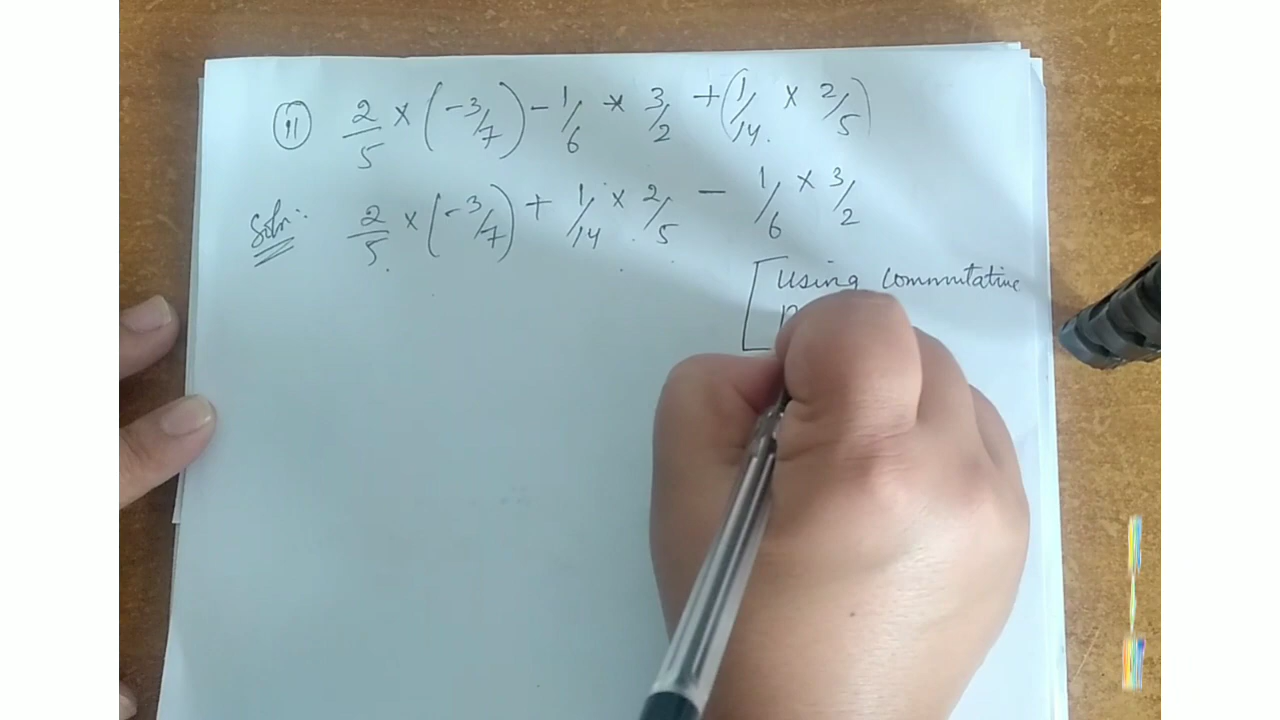 (ii) 2/5 × (-3/7) - 1/6 × 3/2 + (1/14 × 2/5)
Soln:- 2/5 × (-3/7) + 1/14 × 2/5 - 1/6 × 3/2
[Using commutative